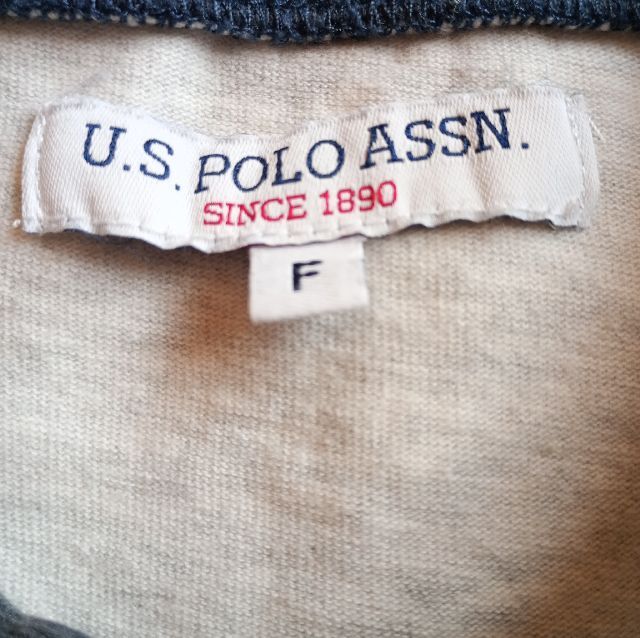 U.S. POLO ASSN.
SINCE 1890
F